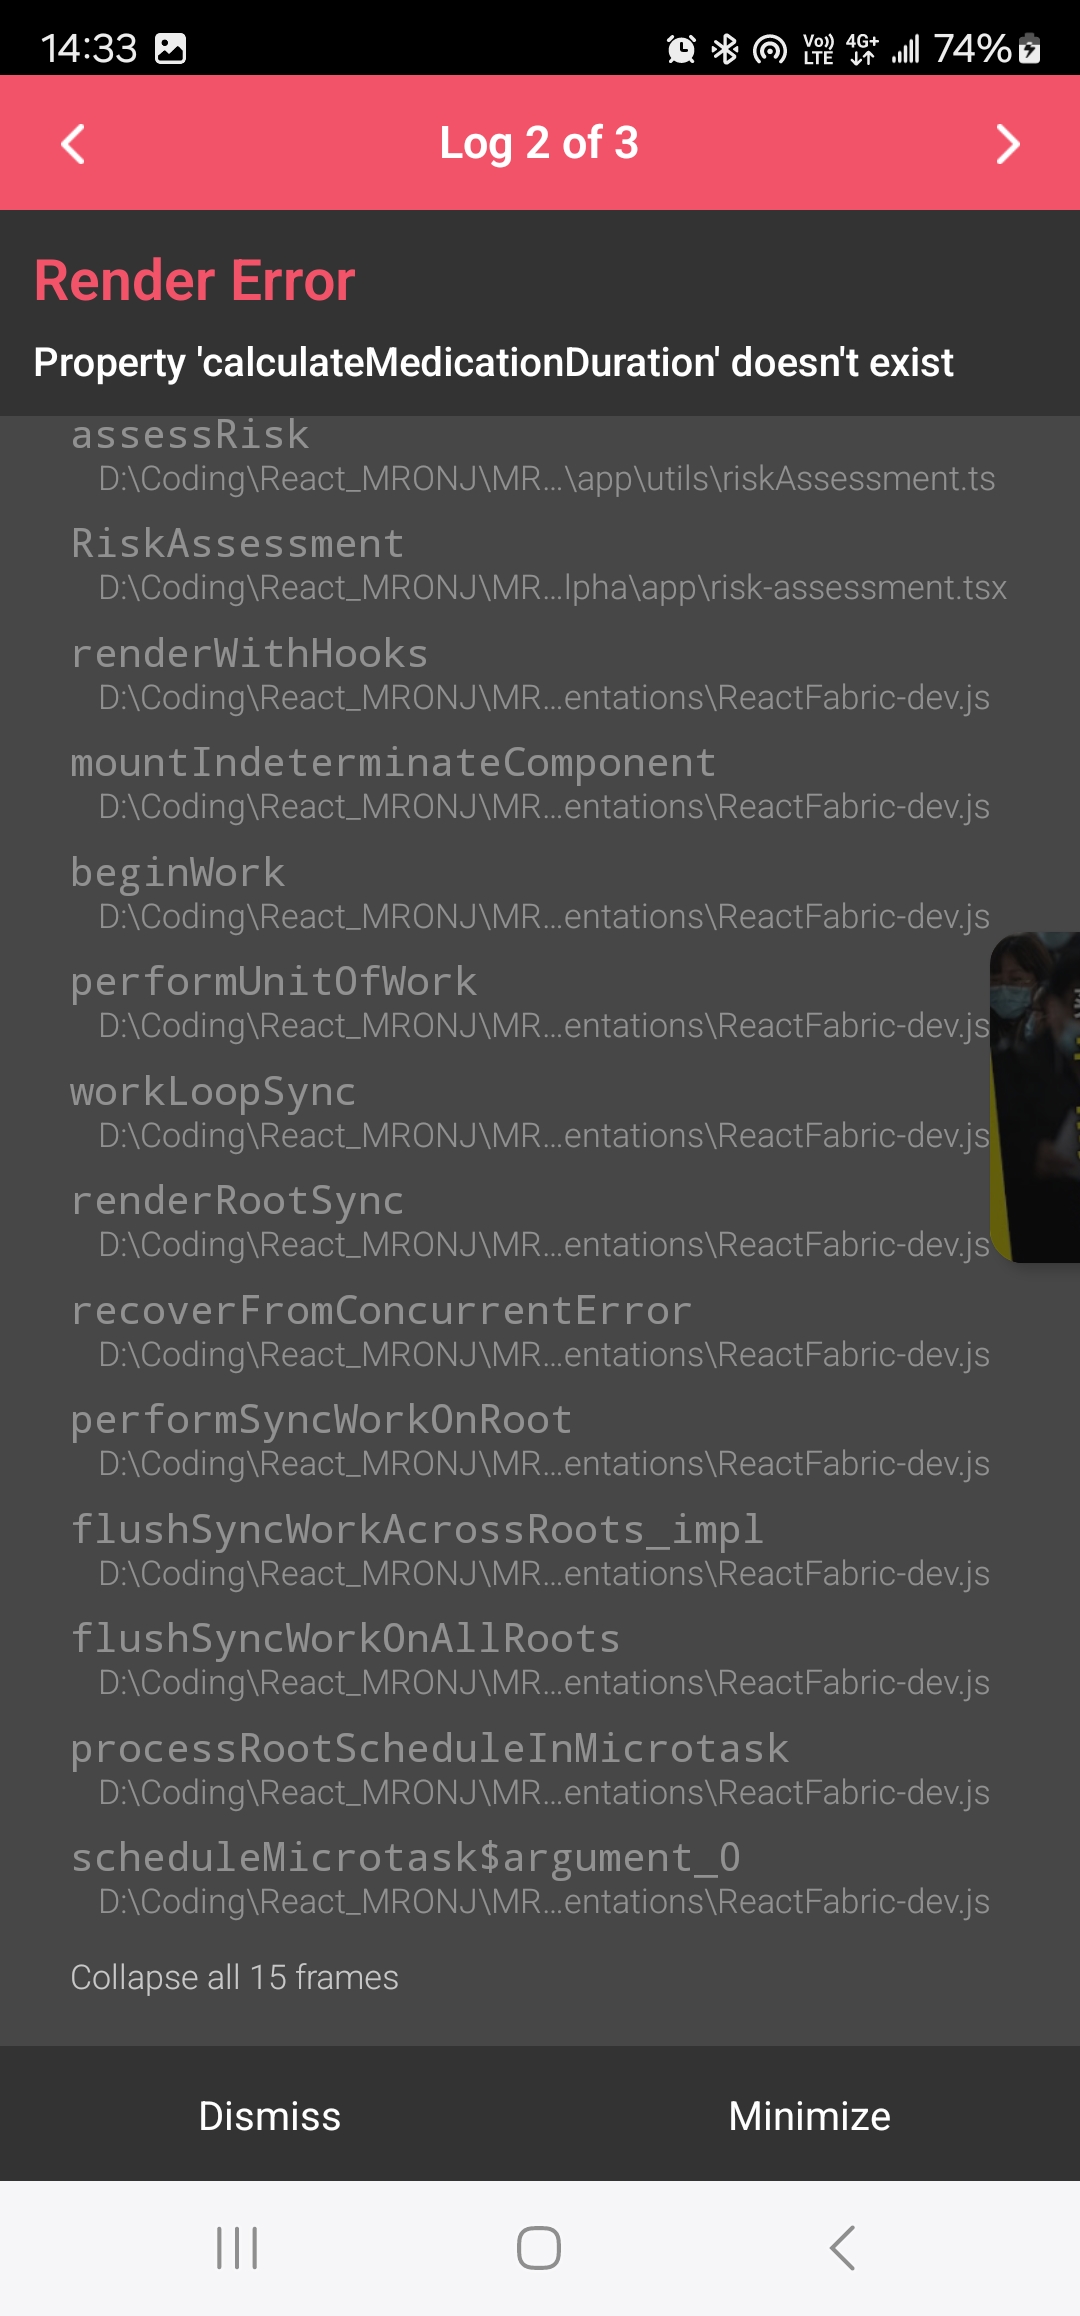 14:33
Vo)) LTE 4G+ 74%
Log 2 of 3
Render Error
Property 'calculateMedicationDuration' doesn't exist
assessRisk
D:\Coding\React_MRONJ\MR...\app\utils\riskAssessment.ts
RiskAssessment
D:\Coding\React_MRONJ\MR...lpha\app\risk-assessment.tsx
renderWithHooks
D:\Coding\React_MRONJ\MR...entations\ReactFabric-dev.js
mountIndeterminateComponent
D:\Coding\React_MRONJ\MR...entations\ReactFabric-dev.js
beginWork
D:\Coding\React_MRONJ\MR...entations\ReactFabric-dev.js
performUnitOfWork
D:\Coding\React_MRONJ\MR...entations\ReactFabric-dev.js
workLoopSync
D:\Coding\React_MRONJ\MR...entations\ReactFabric-dev.js
renderRootSync
D:\Coding\React_MRONJ\MR...entations\ReactFabric-dev.js
recoverFromConcurrentError
D:\Coding\React_MRONJ\MR...entations\ReactFabric-dev.js
performSyncWorkOnRoot
D:\Coding\React_MRONJ\MR...entations\ReactFabric-dev.js
flushSyncWorkAcrossRoots_impl
D:\Coding\React_MRONJ\MR...entations\ReactFabric-dev.js
flushSyncWorkOnAllRoots
D:\Coding\React_MRONJ\MR...entations\ReactFabric-dev.js
processRootScheduleInMicrotask
D:\Coding\React_MRONJ\MR...entations\ReactFabric-dev.js
scheduleMicrotask$argument_0
D:\Coding\React_MRONJ\MR...entations\ReactFabric-dev.js
Collapse all 15 frames
Dismiss Minimize